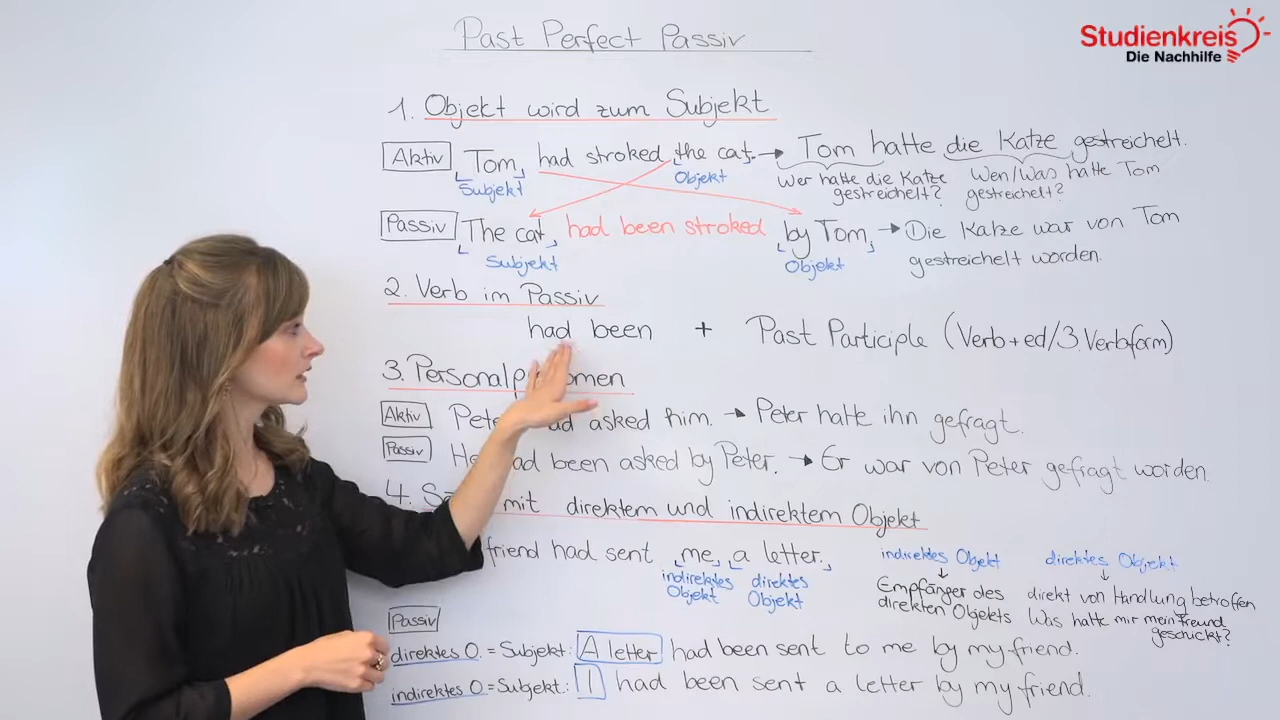 Past Perfect Passiv
Studienkreis
Die Nachhilfe
1. Objekt wird zum Subjekt
Aktiv Tom had stroked the cat. → Tom hatte die Katze gestreichelt.
Subjekt Objekt Wer hatte die Katze gestreichelt? Wen/Was hatte Tom gestreichelt?
Passiv The cat had been stroked by Tom. → Die Katze war von Tom
Subjekt Objekt gestreichelt worden.
2. Verb im Passiv
had been + Past Participle (Verb+ed/3. Verbform)
3. Personalp omen
Aktiv Pete ad asked him. → Peter hatte ihn gefragt.
Passiv He ad been asked by Peter. → Er war von Peter gefragt worden.
4. S mit direktem und indirektem Objekt
friend had sent me a letter.
indirektes Objekt direktes Objekt
indirektes Objekt direktes Objekt
↓ ↓
Empfänger des direkten Objekts direkt von Handlung betroffen
Was hatte mir mein Freund geschickt?
Passiv
direktes O. = Subjekt: A letter had been sent to me by my friend.
indirektes O = Subjekt: I had been sent a letter by my friend.